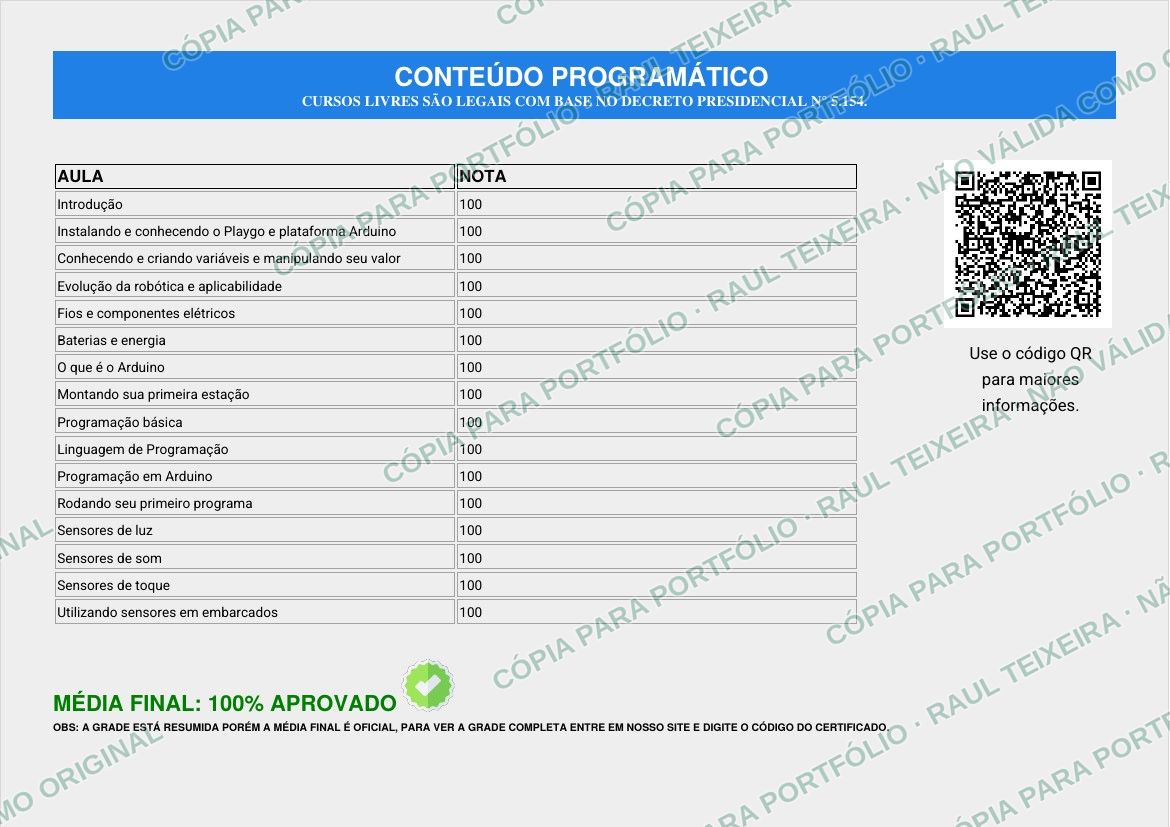 CONTEÚDO PROGRAMÁTICO
CURSOS LIVRES SÃO LEGAIS COM BASE NO DECRETO PRESIDENCIAL N° 5.154.
AULA NOTA
Introdução 100
Instalando e conhecendo o Playgo e plataforma Arduino 100
Conhecendo e criando variáveis e manipulando seu valor 100
Evolução da robótica e aplicabilidade 100
Fios e componentes elétricos 100
Baterias e energia 100
O que é o Arduino 100
Montando sua primeira estação 100
Programação básica 100
Linguagem de Programação 100
Programação em Arduino 100
Rodando seu primeiro programa 100
Sensores de luz 100
Sensores de som 100
Sensores de toque 100
Utilizando sensores em embarcados 100
Use o código QR
para maiores
informações.
MÉDIA FINAL: 100% APROVADO
OBS: A GRADE ESTÁ RESUMIDA PORÉM A MÉDIA FINAL É OFICIAL, PARA VER A GRADE COMPLETA ENTRE EM NOSSO SITE E DIGITE O CÓDIGO DO CERTIFICADO.
CÓPIA PARA PORTFÓLIO · RAUL TEIXEIRA · NÃO VÁLIDA COMO ORIGINAL